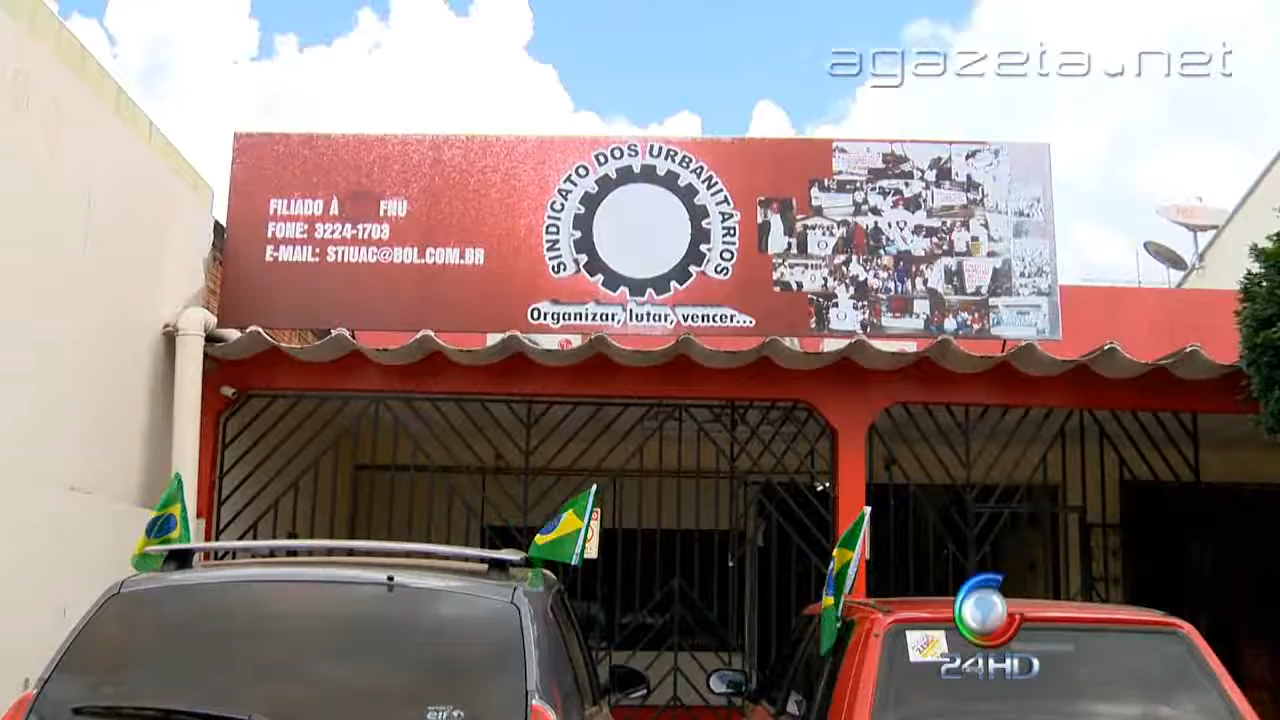 agazeta.net
FILIADO À FNU
FONE: 3224-1703
E-MAIL: STIUAC@BOL.COM.BR
SINDICATO DOS URBANITÁRIOS
Organizar, lutar, vencer...
24HD